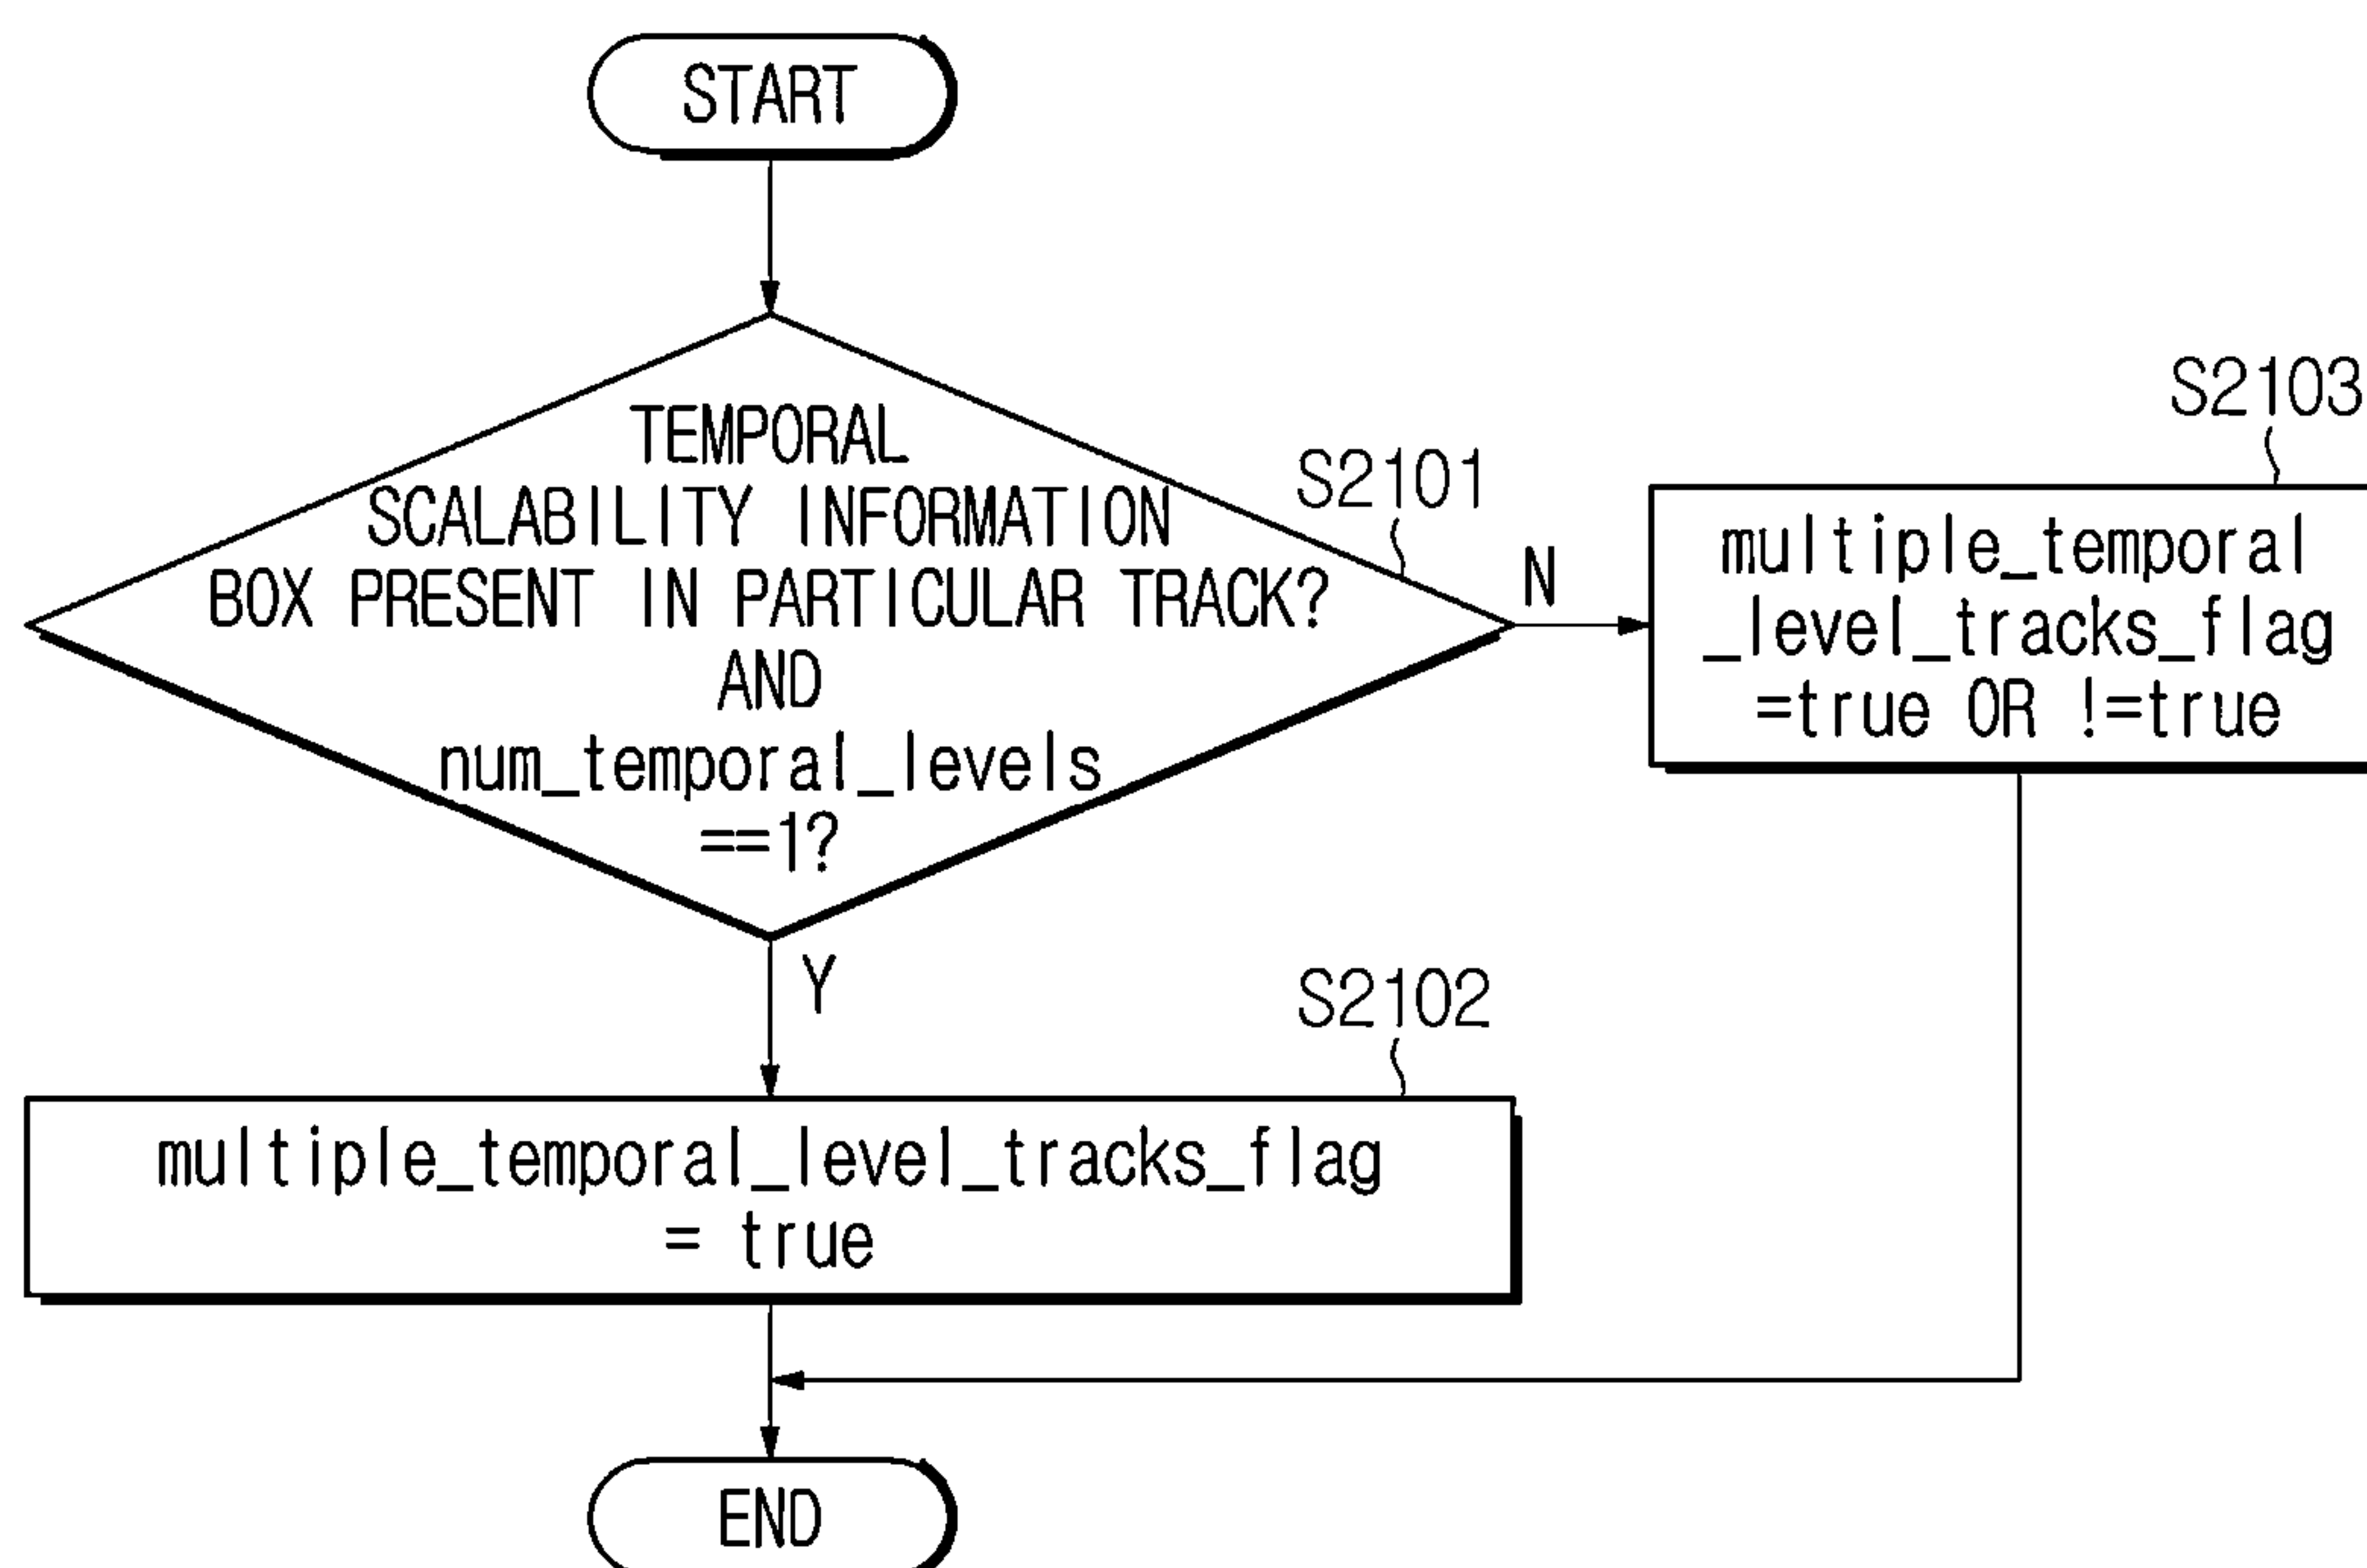 START
TEMPORAL
SCALABILITY INFORMATION
BOX PRESENT IN PARTICULAR TRACK?
AND
num_temporal_levels
==1?
S2101
N
S2103
multiple_temporal
_level_tracks_flag
=true OR !=true
Y
S2102
multiple_temporal_level_tracks_flag
= true
END